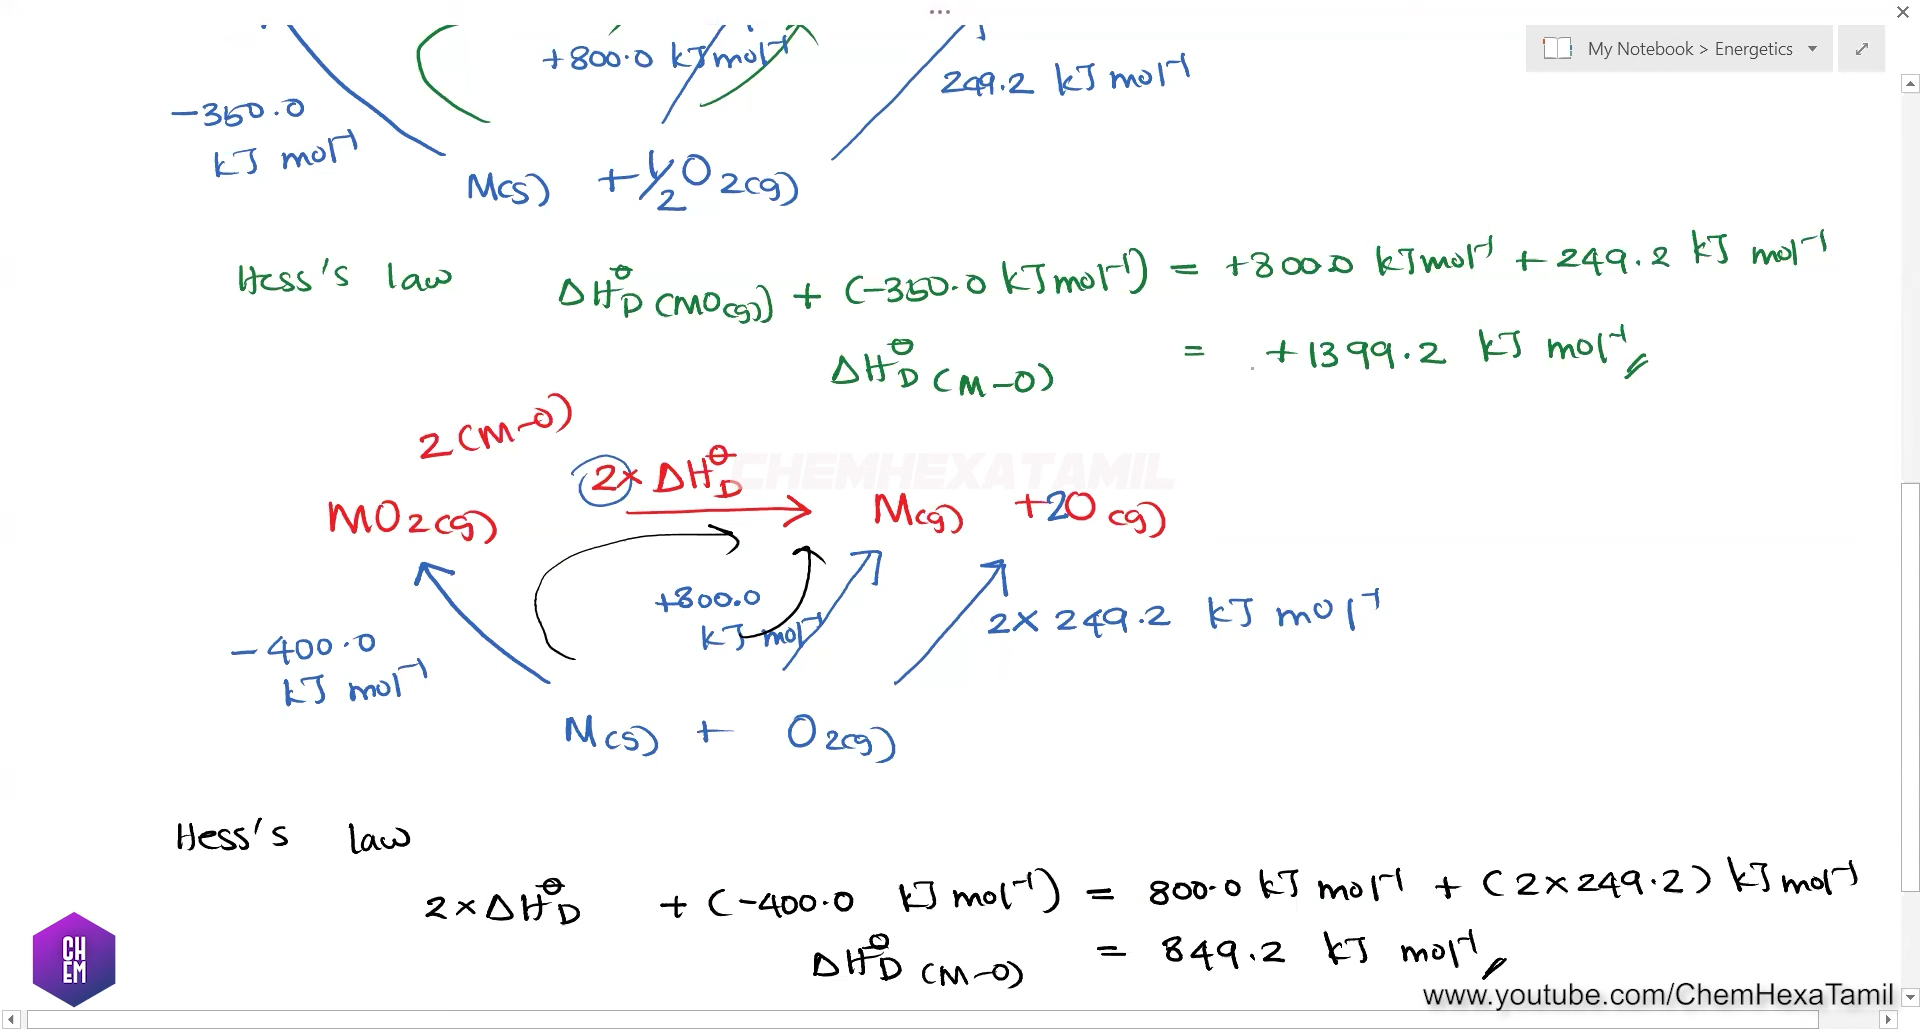 My Notebook > Energetics
+800.0 kJ mol⁻¹
249.2 kJ mol⁻¹
-350.0
kJ mol⁻¹
M(s) + 1/2 O2(g)
Hess's law ΔH°D (MO(g)) + (-350.0 kJ mol⁻¹) = +800.0 kJ mol⁻¹ + 249.2 kJ mol⁻¹
ΔH°D (M-O) = +1399.2 kJ mol⁻¹
2(M-O)
2 × ΔH°D
CHEMHEXATAMIL
MO2(g) M(g) + 2O(g)
+800.0
kJ mol⁻¹
2 × 249.2 kJ mol⁻¹
-400.0
kJ mol⁻¹
M(s) + O2(g)
Hess's law
2 × ΔH°D + (-400.0 kJ mol⁻¹) = 800.0 kJ mol⁻¹ + (2 × 249.2) kJ mol⁻¹
ΔH°D (M-O) = 849.2 kJ mol⁻¹
CH
EM
www.youtube.com/ChemHexaTamil